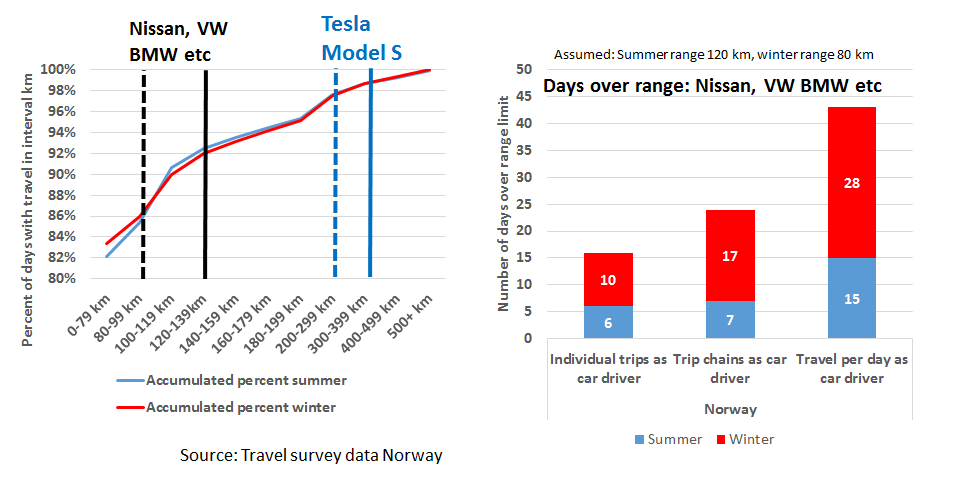 Nissan, VW
BMW etc
Tesla
Model S
Percent of days with travel in interval km
100%
98%
96%
94%
92%
90%
88%
86%
84%
82%
80%
0-79 km
80-99 km
100-119 km
120-139km
140-159 km
160-179 km
180-199 km
200-299 km
300-399 km
400-499 km
500+ km
Accumulated percent summer
Accumulated percent winter
Source: Travel survey data Norway
Assumed: Summer range 120 km, winter range 80 km
Days over range: Nissan, VW BMW etc
Number of days over range limit
50
45
40
35
30
25
20
15
10
5
0
10
6
17
7
28
15
Individual trips as
car driver
Trip chains as car
driver
Travel per day as
car driver
Norway
Summer
Winter